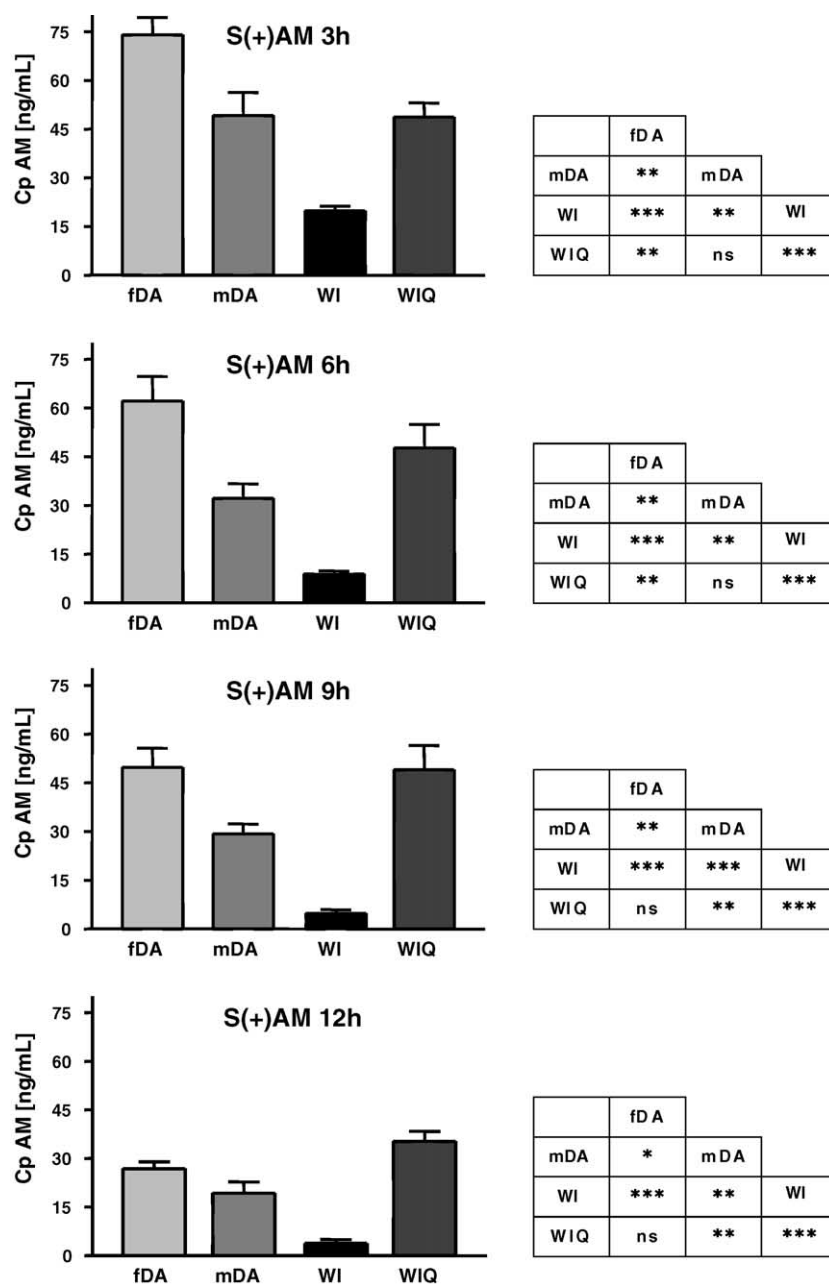 S(+)AM 3h
Cp AM [ng/mL]
75
60
45
30
15
0
fDA mDA WI WIQ
fDA
mDA ** mDA
WI *** ** WI
WIQ ** ns ***
S(+)AM 6h
Cp AM [ng/mL]
75
60
45
30
15
0
fDA mDA WI WIQ
fDA
mDA ** mDA
WI *** ** WI
WIQ ** ns ***
S(+)AM 9h
Cp AM [ng/mL]
75
60
45
30
15
0
fDA mDA WI WIQ
fDA
mDA ** mDA
WI *** *** WI
WIQ ns ** ***
S(+)AM 12h
Cp AM [ng/mL]
75
60
45
30
15
0
fDA mDA WI WIQ
fDA
mDA * mDA
WI *** ** WI
WIQ ns ** ***